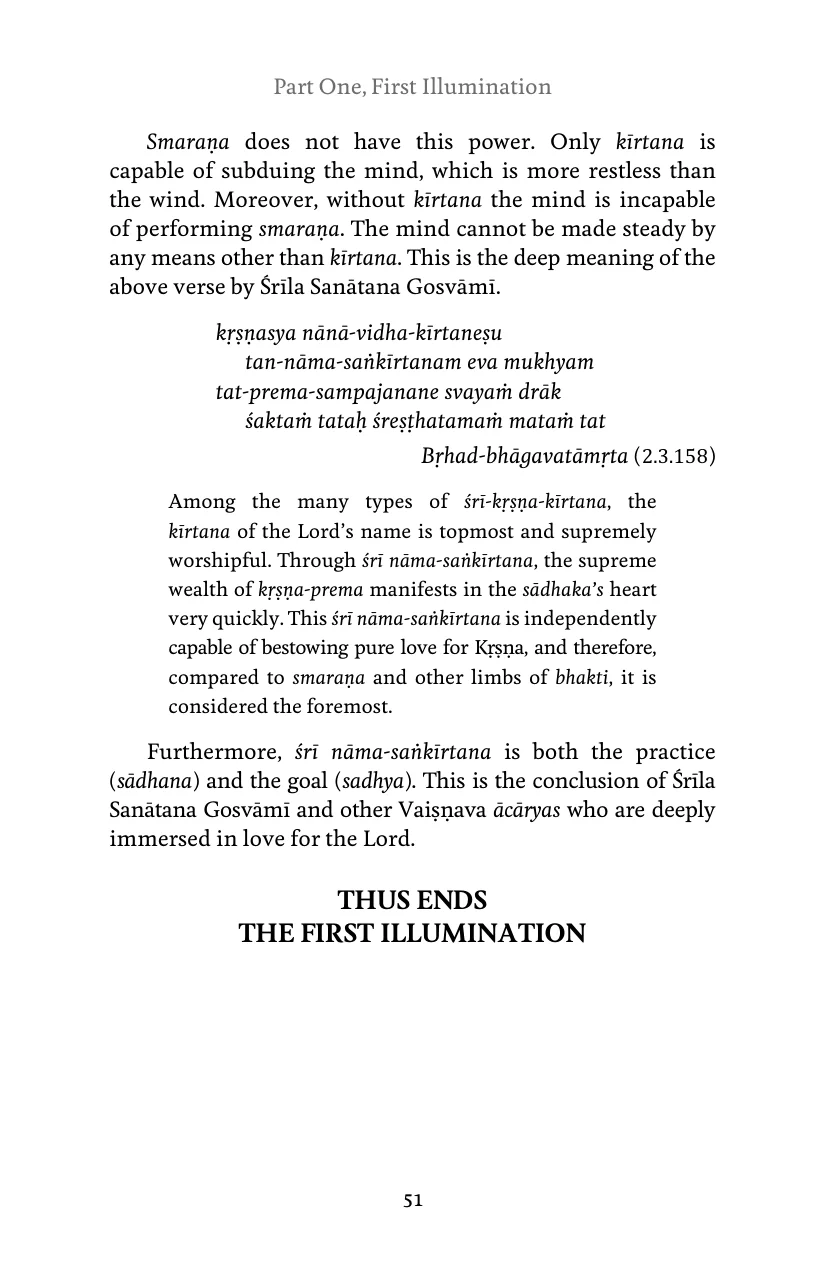 Part One, First Illumination
Smaraṇa does not have this power. Only kīrtana is
capable of subduing the mind, which is more restless than
the wind. Moreover, without kīrtana the mind is incapable
of performing smaraṇa. The mind cannot be made steady by
any means other than kīrtana. This is the deep meaning of the
above verse by Śrīla Sanātana Gosvāmī.
kṛṣṇasya nānā-vidha-kīrtaneṣu
tan-nāma-saṅkīrtanam eva mukhyam
tat-prema-sampajanane svayaṁ drāk
śaktaṁ tataḥ śreṣṭhatamaṁ mataṁ tat
Bṛhad-bhāgavatāmṛta (2.3.158)
Among the many types of śrī-kṛṣṇa-kīrtana, the
kīrtana of the Lord’s name is topmost and supremely
worshipful. Through śrī nāma-saṅkīrtana, the supreme
wealth of kṛṣṇa-prema manifests in the sādhaka’s heart
very quickly. This śrī nāma-saṅkīrtana is independently
capable of bestowing pure love for Kṛṣṇa, and therefore,
compared to smaraṇa and other limbs of bhakti, it is
considered the foremost.
Furthermore, śrī nāma-saṅkīrtana is both the practice
(sādhana) and the goal (sadhya). This is the conclusion of Śrīla
Sanātana Gosvāmī and other Vaiṣṇava ācāryas who are deeply
immersed in love for the Lord.
THUS ENDS
THE FIRST ILLUMINATION
51